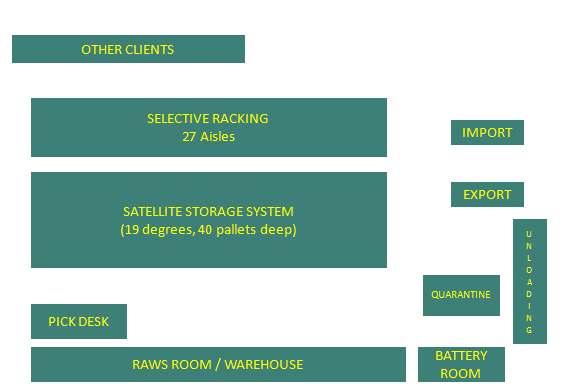 OTHER CLIENTS
SELECTIVE RACKING
27 Aisles
IMPORT
SATELLITE STORAGE SYSTEM
(19 degrees, 40 pallets deep)
EXPORT
UNLOADING
QUARANTINE
PICK DESK
RAWS ROOM / WAREHOUSE
BATTERY
ROOM